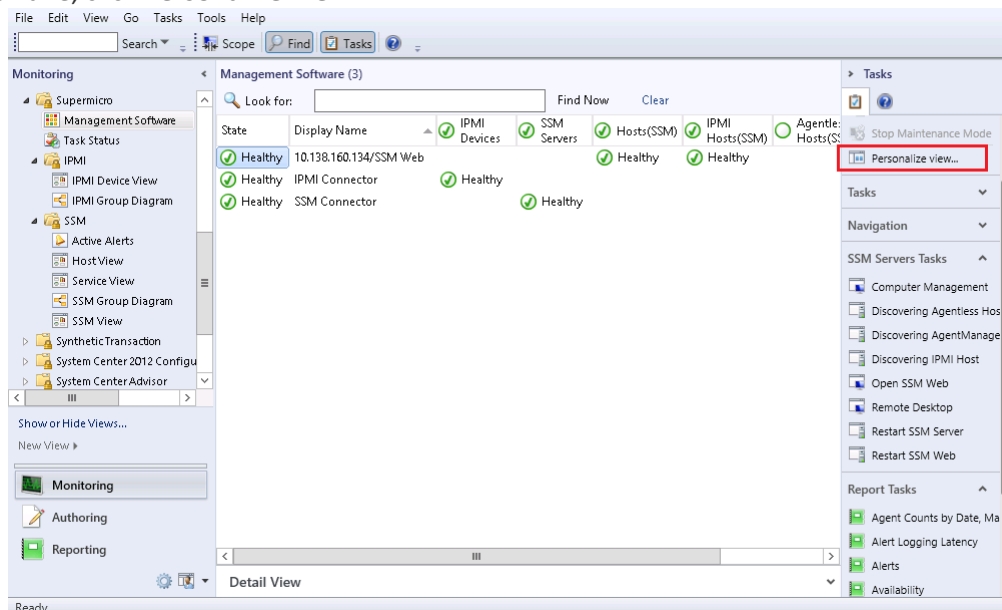 File Edit View Go Tasks Tools Help
Search Scope Find Tasks
Monitoring
Supermicro
Management Software
Task Status
IPMI
IPMI Device View
IPMI Group Diagram
SSM
Active Alerts
Host View
Service View
SSM Group Diagram
SSM View
Synthetic Transaction
System Center 2012 Configu
System Center Advisor
Show or Hide Views...
New View
Monitoring
Authoring
Reporting
Management Software (3)
Look for: Find Now Clear
State Display Name IPMI Devices SSM Servers Hosts(SSM) IPMI Hosts(SSM) Agentle: Hosts(SS
Healthy 10.138.160.134/SSM Web Healthy Healthy
Healthy IPMI Connector Healthy
Healthy SSM Connector Healthy
Detail View
Tasks
Stop Maintenance Mode
Personalize view...
Tasks
Navigation
SSM Servers Tasks
Computer Management
Discovering Agentless Hos
Discovering AgentManage
Discovering IPMI Host
Open SSM Web
Remote Desktop
Restart SSM Server
Restart SSM Web
Report Tasks
Agent Counts by Date, Ma
Alert Logging Latency
Alerts
Availability
Ready